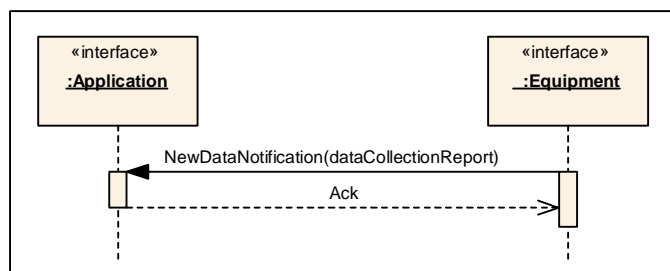 «interface»
:Application
«interface»
_:Equipment
NewDataNotification(dataCollectionReport)
Ack